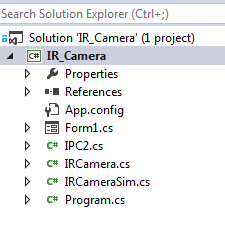 Search Solution Explorer (Ctrl+;)
Solution 'IR_Camera' (1 project)
C# IR_Camera
Properties
References
App.config
Form1.cs
C# IPC2.cs
C# IRCamera.cs
C# IRCameraSim.cs
C# Program.cs